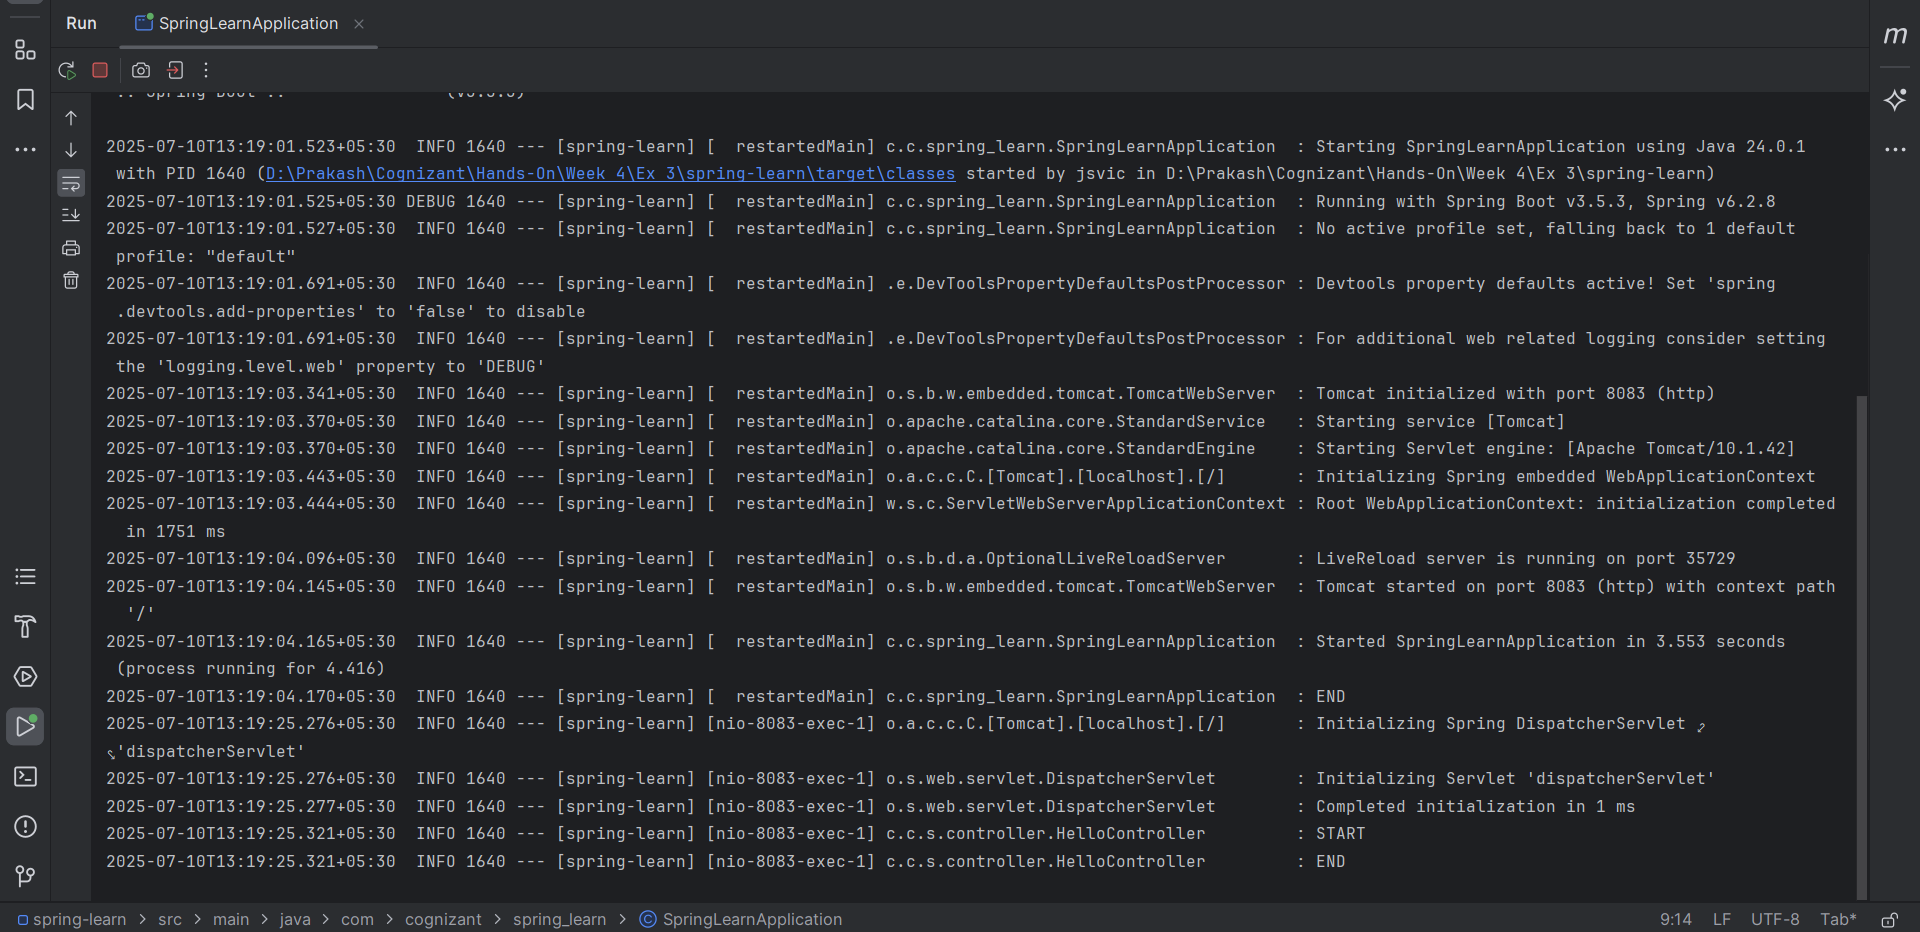 Run SpringLearnApplication
:: Spring Boot :: (v3.5.3)
2025-07-10T13:19:01.523+05:30  INFO 1640 --- [spring-learn] [  restartedMain] c.c.spring_learn.SpringLearnApplication  : Starting SpringLearnApplication using Java 24.0.1
with PID 1640 (D:\Prakash\Cognizant\Hands-On\Week 4\Ex 3\spring-learn\target\classes started by jsvic in D:\Prakash\Cognizant\Hands-On\Week 4\Ex 3\spring-learn)
2025-07-10T13:19:01.525+05:30 DEBUG 1640 --- [spring-learn] [  restartedMain] c.c.spring_learn.SpringLearnApplication  : Running with Spring Boot v3.5.3, Spring v6.2.8
2025-07-10T13:19:01.527+05:30  INFO 1640 --- [spring-learn] [  restartedMain] c.c.spring_learn.SpringLearnApplication  : No active profile set, falling back to 1 default
profile: "default"
2025-07-10T13:19:01.691+05:30  INFO 1640 --- [spring-learn] [  restartedMain] .e.DevToolsPropertyDefaultsPostProcessor : Devtools property defaults active! Set 'spring
.devtools.add-properties' to 'false' to disable
2025-07-10T13:19:01.691+05:30  INFO 1640 --- [spring-learn] [  restartedMain] .e.DevToolsPropertyDefaultsPostProcessor : For additional web related logging consider setting
the 'logging.level.web' property to 'DEBUG'
2025-07-10T13:19:03.341+05:30  INFO 1640 --- [spring-learn] [  restartedMain] o.s.b.w.embedded.tomcat.TomcatWebServer  : Tomcat initialized with port 8083 (http)
2025-07-10T13:19:03.370+05:30  INFO 1640 --- [spring-learn] [  restartedMain] o.apache.catalina.core.StandardService   : Starting service [Tomcat]
2025-07-10T13:19:03.370+05:30  INFO 1640 --- [spring-learn] [  restartedMain] o.apache.catalina.core.StandardEngine    : Starting Servlet engine: [Apache Tomcat/10.1.42]
2025-07-10T13:19:03.443+05:30  INFO 1640 --- [spring-learn] [  restartedMain] o.a.c.c.C.[Tomcat].[localhost].[/]       : Initializing Spring embedded WebApplicationContext
2025-07-10T13:19:03.444+05:30  INFO 1640 --- [spring-learn] [  restartedMain] w.s.c.ServletWebServerApplicationContext : Root WebApplicationContext: initialization completed
in 1751 ms
2025-07-10T13:19:04.096+05:30  INFO 1640 --- [spring-learn] [  restartedMain] o.s.b.d.a.OptionalLiveReloadServer       : LiveReload server is running on port 35729
2025-07-10T13:19:04.145+05:30  INFO 1640 --- [spring-learn] [  restartedMain] o.s.b.w.embedded.tomcat.TomcatWebServer  : Tomcat started on port 8083 (http) with context path
'/'
2025-07-10T13:19:04.165+05:30  INFO 1640 --- [spring-learn] [  restartedMain] c.c.spring_learn.SpringLearnApplication  : Started SpringLearnApplication in 3.553 seconds
(process running for 4.416)
2025-07-10T13:19:04.170+05:30  INFO 1640 --- [spring-learn] [  restartedMain] c.c.spring_learn.SpringLearnApplication  : END
2025-07-10T13:19:25.276+05:30  INFO 1640 --- [spring-learn] [nio-8083-exec-1] o.a.c.c.C.[Tomcat].[localhost].[/]       : Initializing Spring DispatcherServlet
'dispatcherServlet'
2025-07-10T13:19:25.276+05:30  INFO 1640 --- [spring-learn] [nio-8083-exec-1] o.s.web.servlet.DispatcherServlet        : Initializing Servlet 'dispatcherServlet'
2025-07-10T13:19:25.277+05:30  INFO 1640 --- [spring-learn] [nio-8083-exec-1] o.s.web.servlet.DispatcherServlet        : Completed initialization in 1 ms
2025-07-10T13:19:25.321+05:30  INFO 1640 --- [spring-learn] [nio-8083-exec-1] c.c.s.controller.HelloController         : START
2025-07-10T13:19:25.321+05:30  INFO 1640 --- [spring-learn] [nio-8083-exec-1] c.c.s.controller.HelloController         : END
spring-learn > src > main > java > com > cognizant > spring_learn > SpringLearnApplication 9:14 LF UTF-8 Tab*